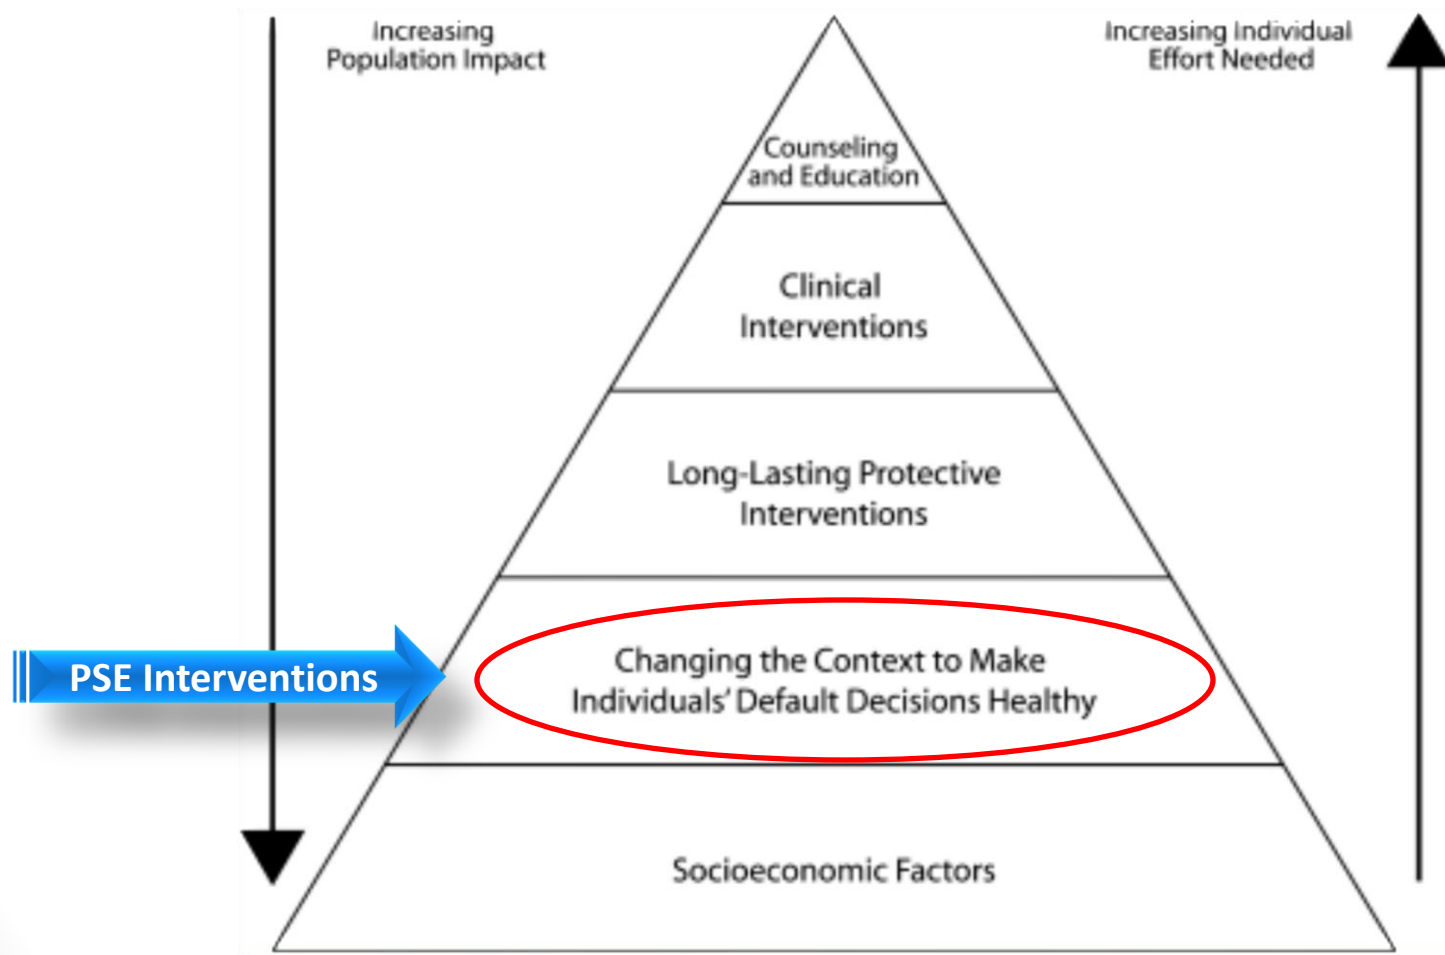 Increasing
Population Impact
Increasing Individual
Effort Needed
Counseling
and Education
Clinical
Interventions
Long-Lasting Protective
Interventions
PSE Interventions
Changing the Context to Make
Individuals’ Default Decisions Healthy
Socioeconomic Factors